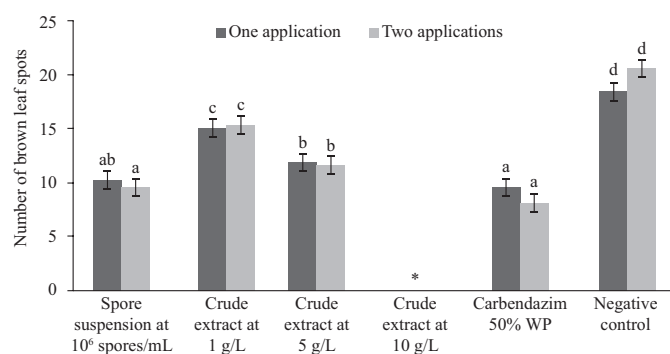 25
20
15
10
5
0
Number of brown leaf spots
One application Two applications
ab a
c c
b b
*
a a
d d
Spore suspension at 10⁶ spores/mL
Crude extract at 1 g/L
Crude extract at 5 g/L
Crude extract at 10 g/L
Carbendazim 50% WP
Negative control